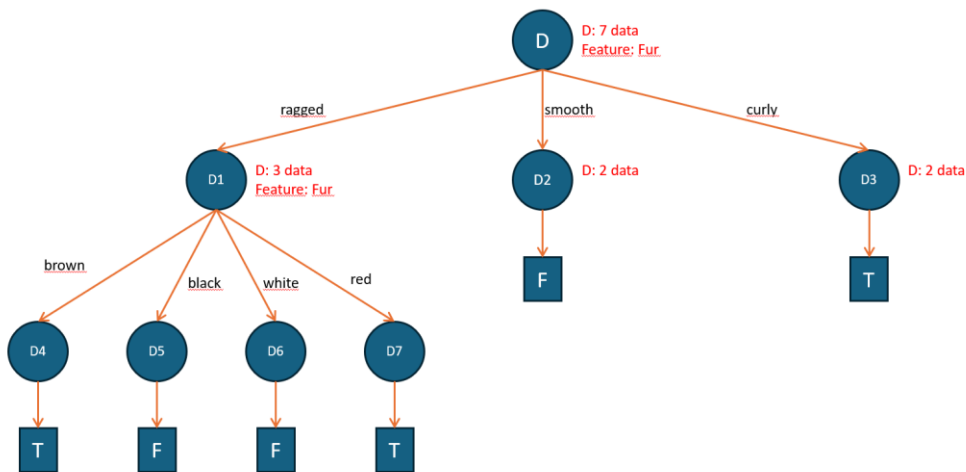 D
D: 7 data
Feature: Fur
ragged
smooth
curly
D1
D: 3 data
Feature: Fur
D2
D: 2 data
D3
D: 2 data
brown
black
white
red
F
T
D4
D5
D6
D7
T
F
F
T